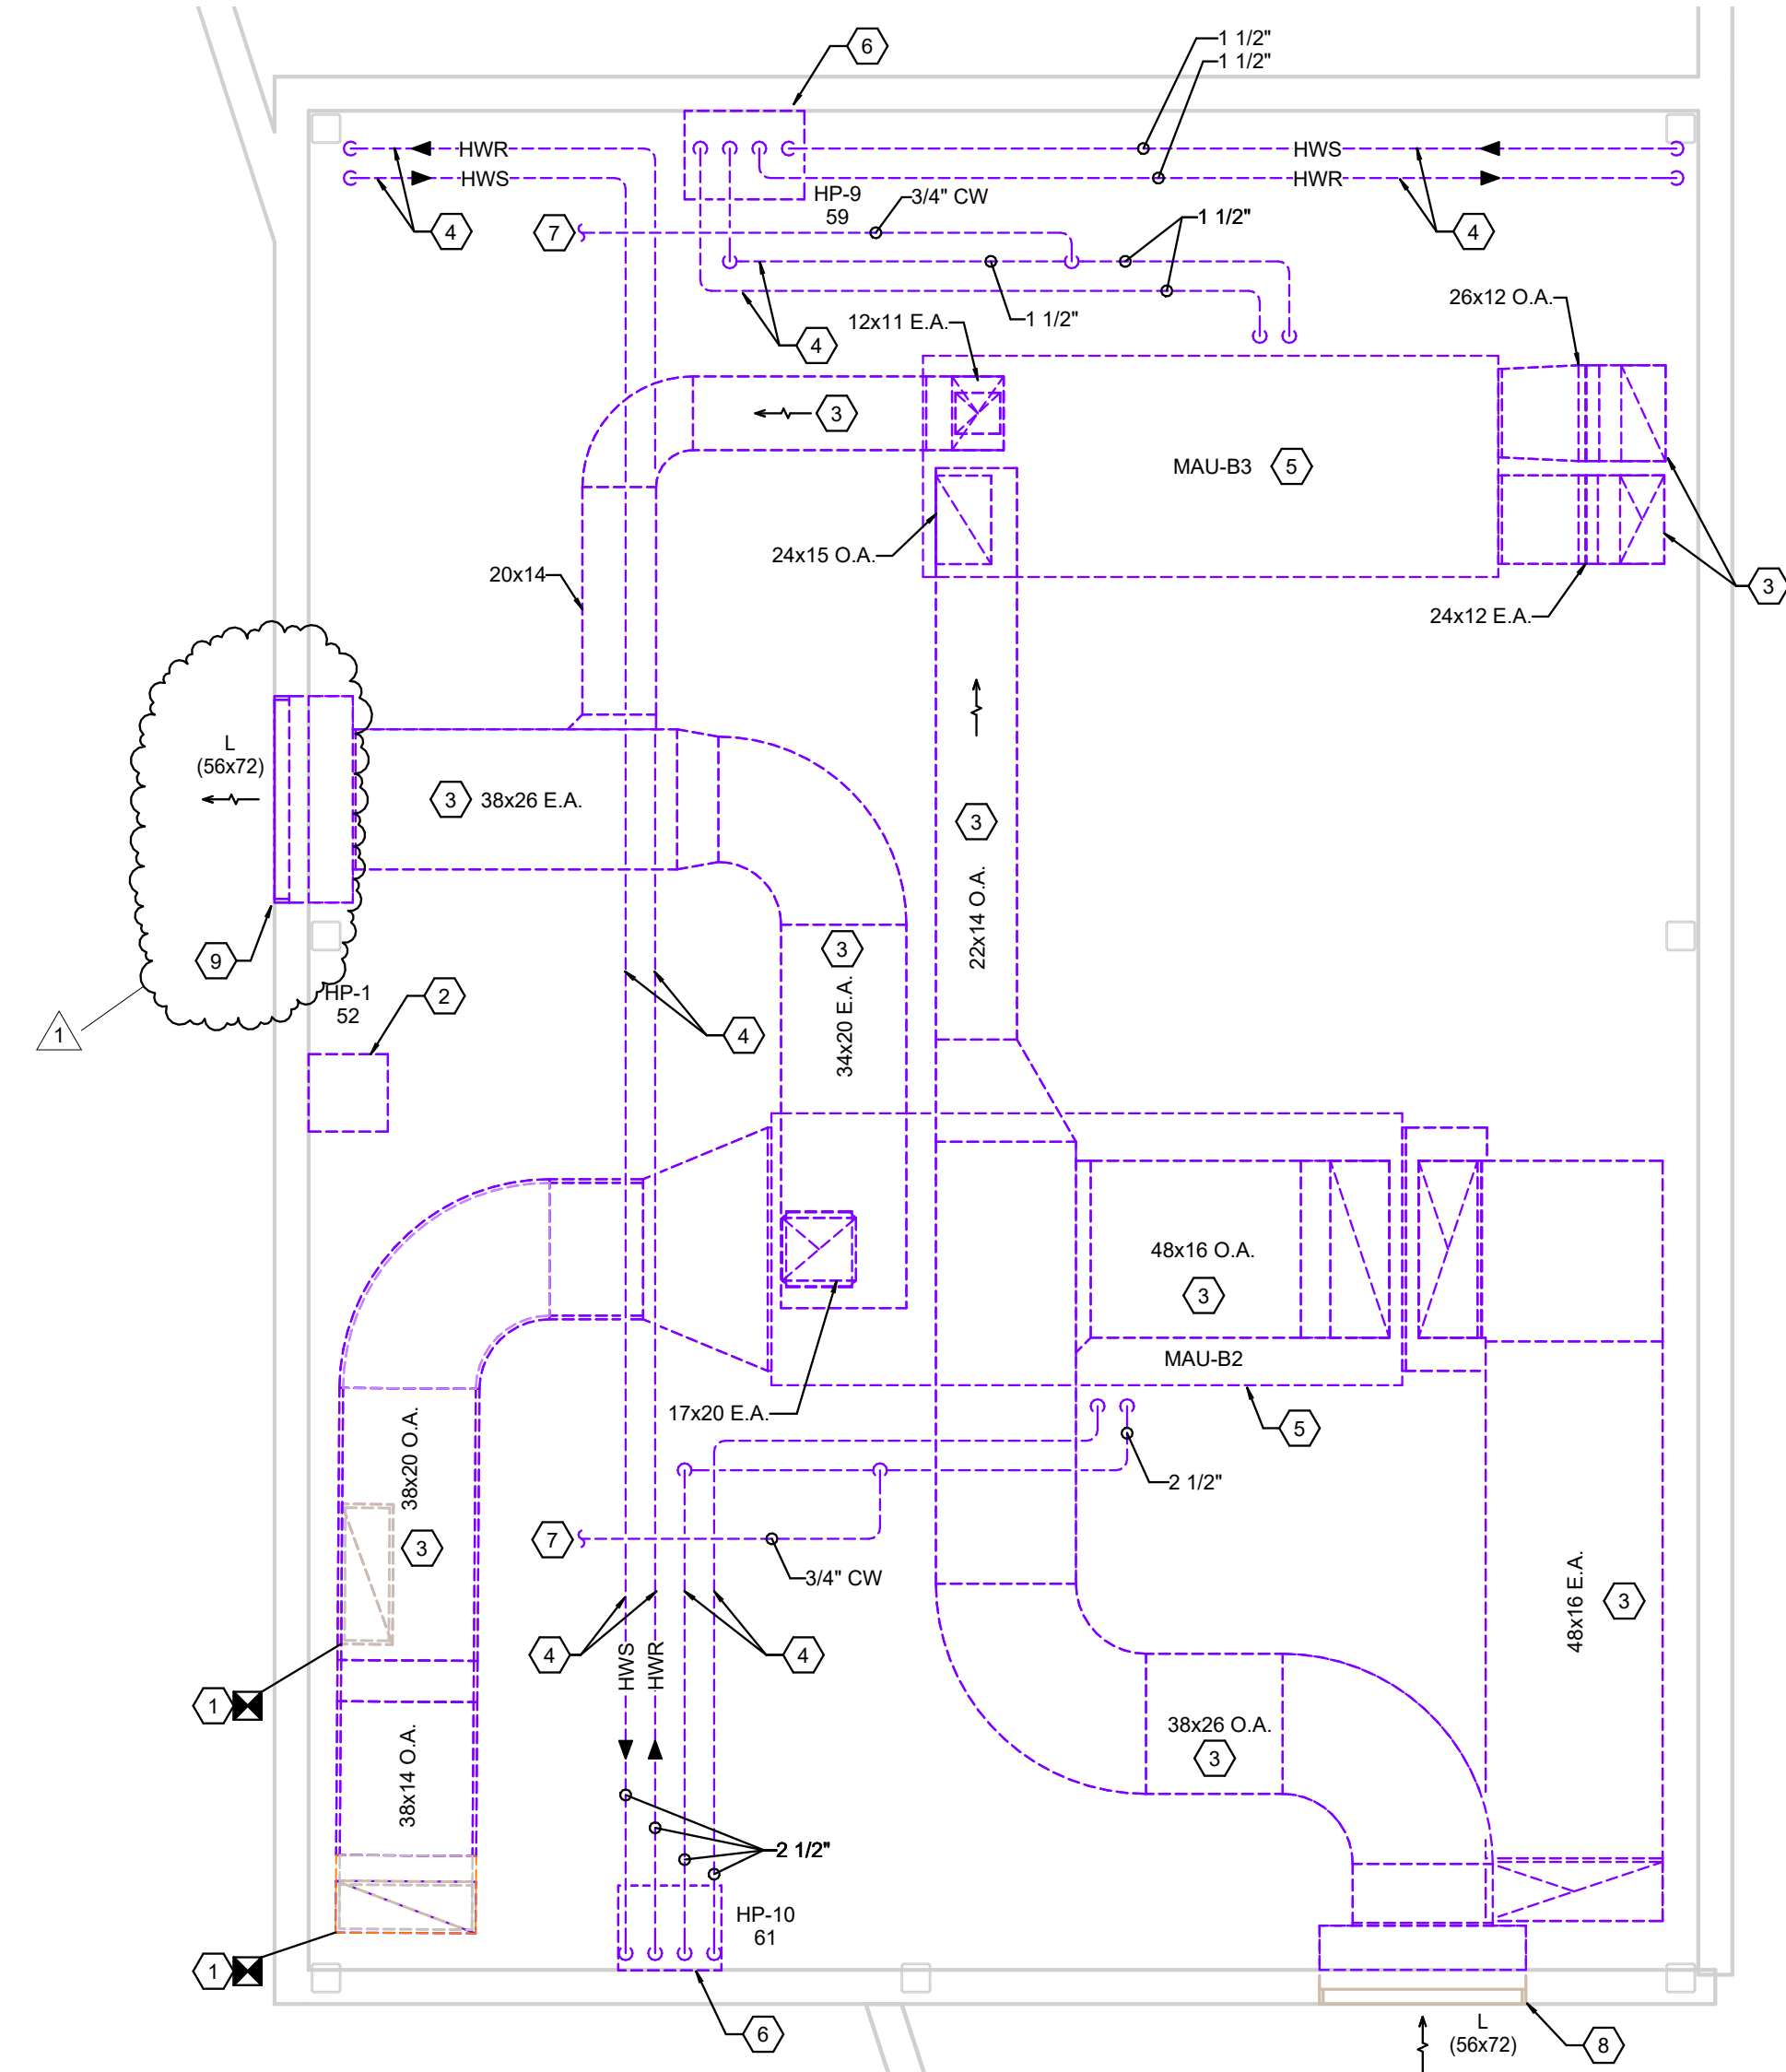 6
1 1/2"
1 1/2"
HWR
HWS
HWS
HWR
HP-9
59
3/4" CW
4
7
1 1/2"
4
26x12 O.A.
12x11 E.A.
1 1/2"
4
3
MAU-B3
5
24x15 O.A.
20x14
3
24x12 E.A.
L
(56x72)
3
38x26 E.A.
3
22x14 O.A.
9
3
34x20 E.A.
HP-1
52
2
1
4
48x16 O.A.
3
MAU-B2
17x20 E.A.
5
38x20 O.A.
3
2 1/2"
7
3/4" CW
48x16 E.A.
3
4
HWS
HWR
4
1
38x26 O.A.
3
38x14 O.A.
2 1/2"
HP-10
61
1
6
L
(56x72)
8